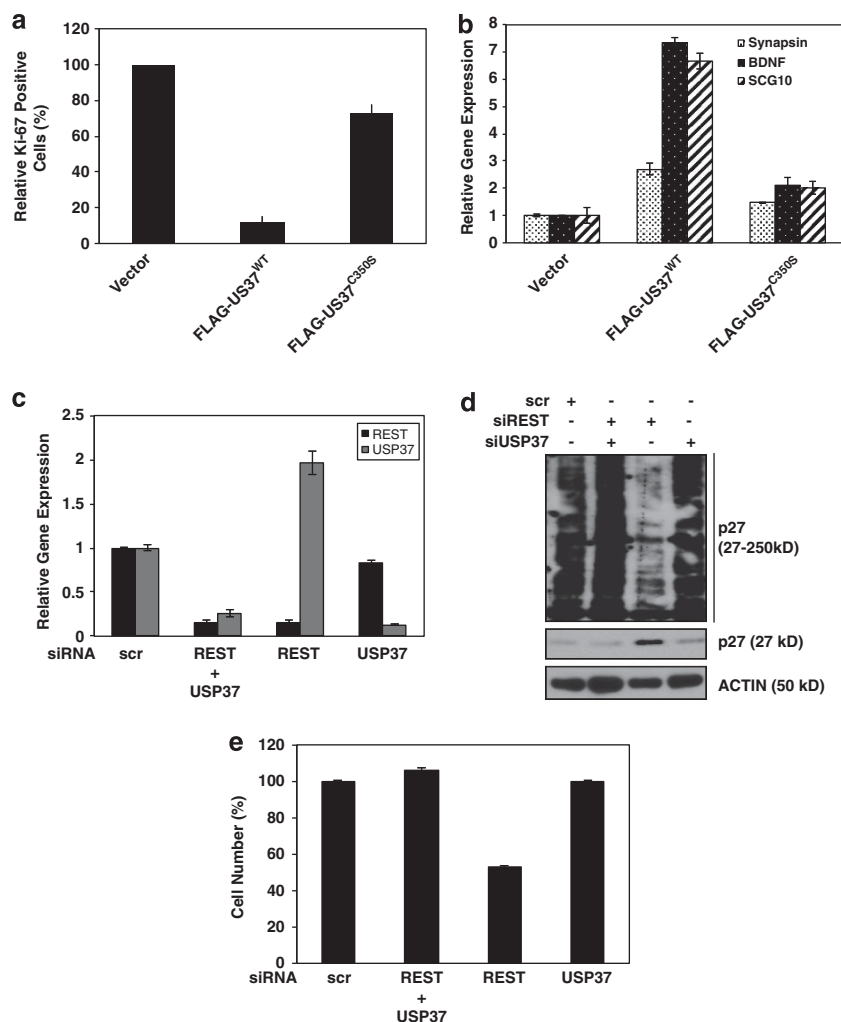 a
Relative Ki-67 Positive
Cells (%)
120
100
80
60
40
20
0
Vector
FLAG-US37WT
FLAG-US37C350S
b
Relative Gene Expression
8
7
6
5
4
3
2
1
0
Synapsin
BDNF
SCG10
Vector
FLAG-US37WT
FLAG-US37C350S
c
Relative Gene Expression
2.5
2
1.5
1
0.5
0
REST
USP37
siRNA scr REST REST USP37
+
USP37
d
scr + - - -
siREST - + + -
siUSP37 - + - +
p27
(27-250kD)
p27 (27 kD)
ACTIN (50 kD)
e
Cell Number (%)
120
100
80
60
40
20
0
siRNA scr REST REST USP37
+
USP37